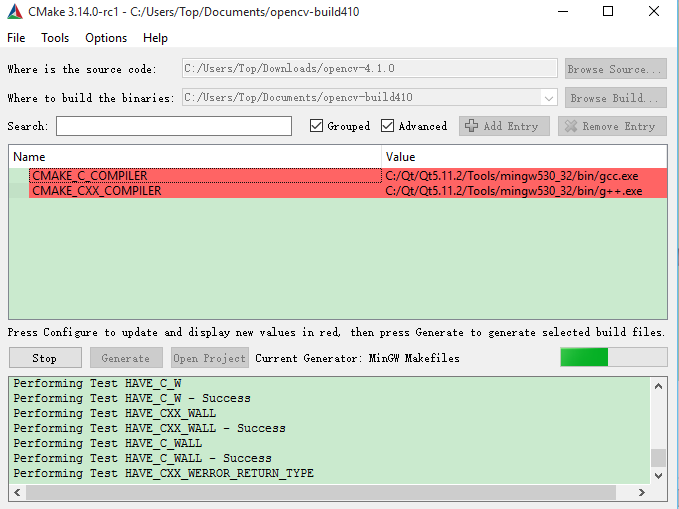 CMake 3.14.0-rc1 - C:/Users/Top/Documents/opencv-build410
File Tools Options Help
Where is the source code: C:/Users/Top/Downloads/opencv-4.1.0 Browse Source...
Where to build the binaries: C:/Users/Top/Documents/opencv-build410 Browse Build...
Search: Grouped Advanced Add Entry Remove Entry
Name Value
CMAKE_C_COMPILER C:/Qt/Qt5.11.2/Tools/mingw530_32/bin/gcc.exe
CMAKE_CXX_COMPILER C:/Qt/Qt5.11.2/Tools/mingw530_32/bin/g++.exe
Press Configure to update and display new values in red, then press Generate to generate selected build files.
Stop Generate Open Project Current Generator: MinGW Makefiles
Performing Test HAVE_C_W
Performing Test HAVE_C_W - Success
Performing Test HAVE_CXX_WALL
Performing Test HAVE_CXX_WALL - Success
Performing Test HAVE_C_WALL
Performing Test HAVE_C_WALL - Success
Performing Test HAVE_CXX_WERROR_RETURN_TYPE